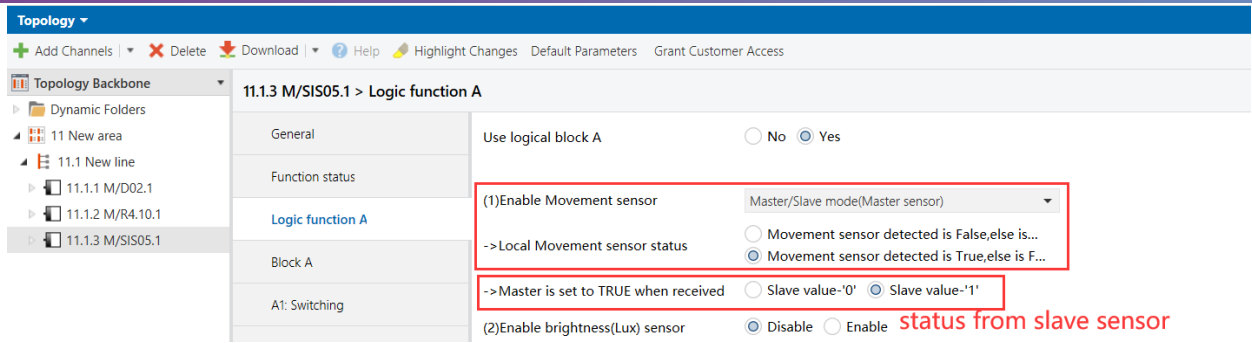 Topology
Add Channels Delete Download Help Highlight Changes Default Parameters Grant Customer Access
Topology Backbone
Dynamic Folders
11 New area
11.1 New line
11.1.1 M/D02.1
11.1.2 M/R4.10.1
11.1.3 M/SIS05.1
11.1.3 M/SIS05.1 > Logic function A
General
Function status
Logic function A
Block A
A1: Switching
Use logical block A No Yes
(1)Enable Movement sensor Master/Slave mode(Master sensor)
->Local Movement sensor status Movement sensor detected is False,else is...
Movement sensor detected is True,else is F...
->Master is set to TRUE when received Slave value-'0' Slave value-'1'
(2)Enable brightness(Lux) sensor Disable Enable
status from slave sensor